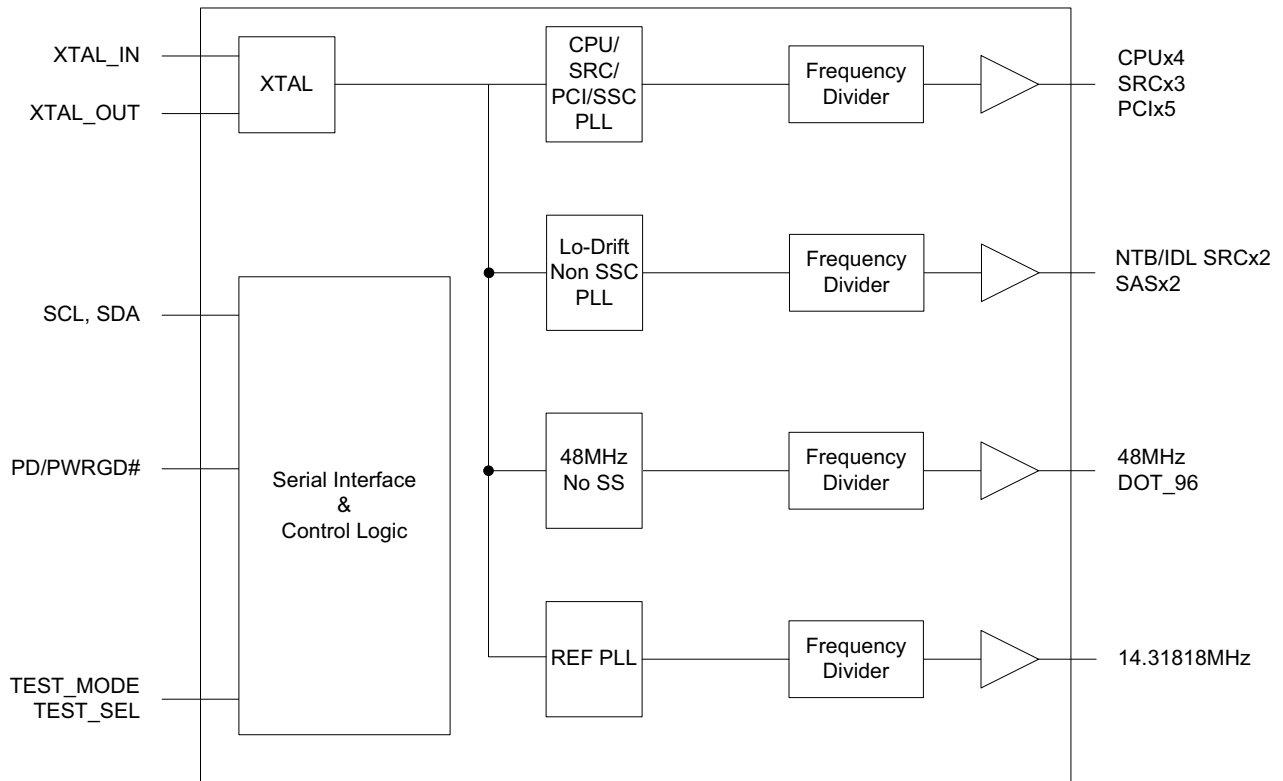 XTAL_IN
XTAL_OUT
XTAL
CPU/
SRC/
PCI/SSC
PLL
Frequency
Divider
CPUx4
SRCx3
PCIx5
Lo-Drift
Non SSC
PLL
Frequency
Divider
NTB/IDL SRCx2
SASx2
SCL, SDA
PD/PWRGD#
TEST_MODE
TEST_SEL
Serial Interface
&
Control Logic
48MHz
No SS
Frequency
Divider
48MHz
DOT_96
REF PLL
Frequency
Divider
14.31818MHz